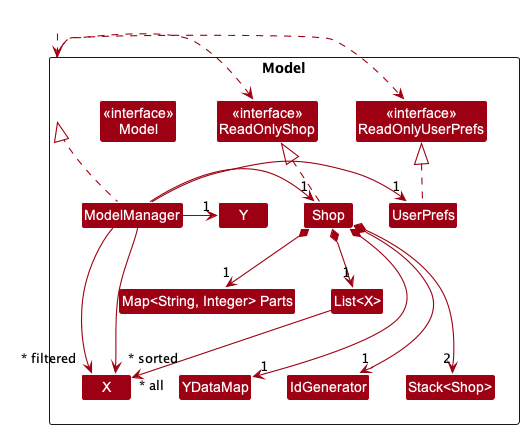 Model
«interface»
Model
«interface»
ReadOnlyShop
«interface»
ReadOnlyUserPrefs
1
1
ModelManager
1
Y
Shop
UserPrefs
1
1
Map<String, Integer> Parts
List<X>
* filtered
* sorted
1
1
2
X
* all
YDataMap
IdGenerator
Stack<Shop>